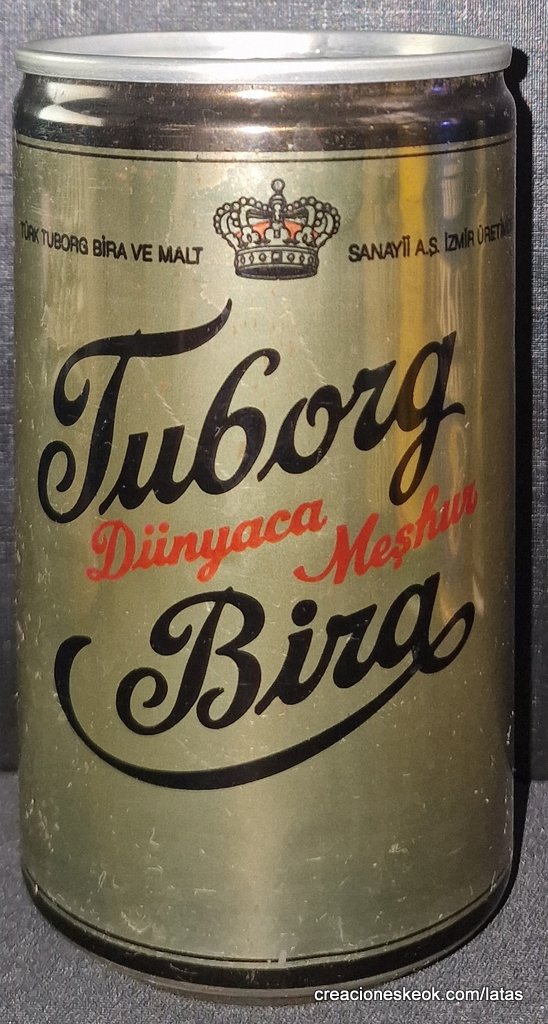 TÜRK TUBORG BİRA VE MALT SANAYİİ A.Ş. İZMİR
Tuborg
Dünyaca Meşhur
Bira
creacioneskeok.com/latas